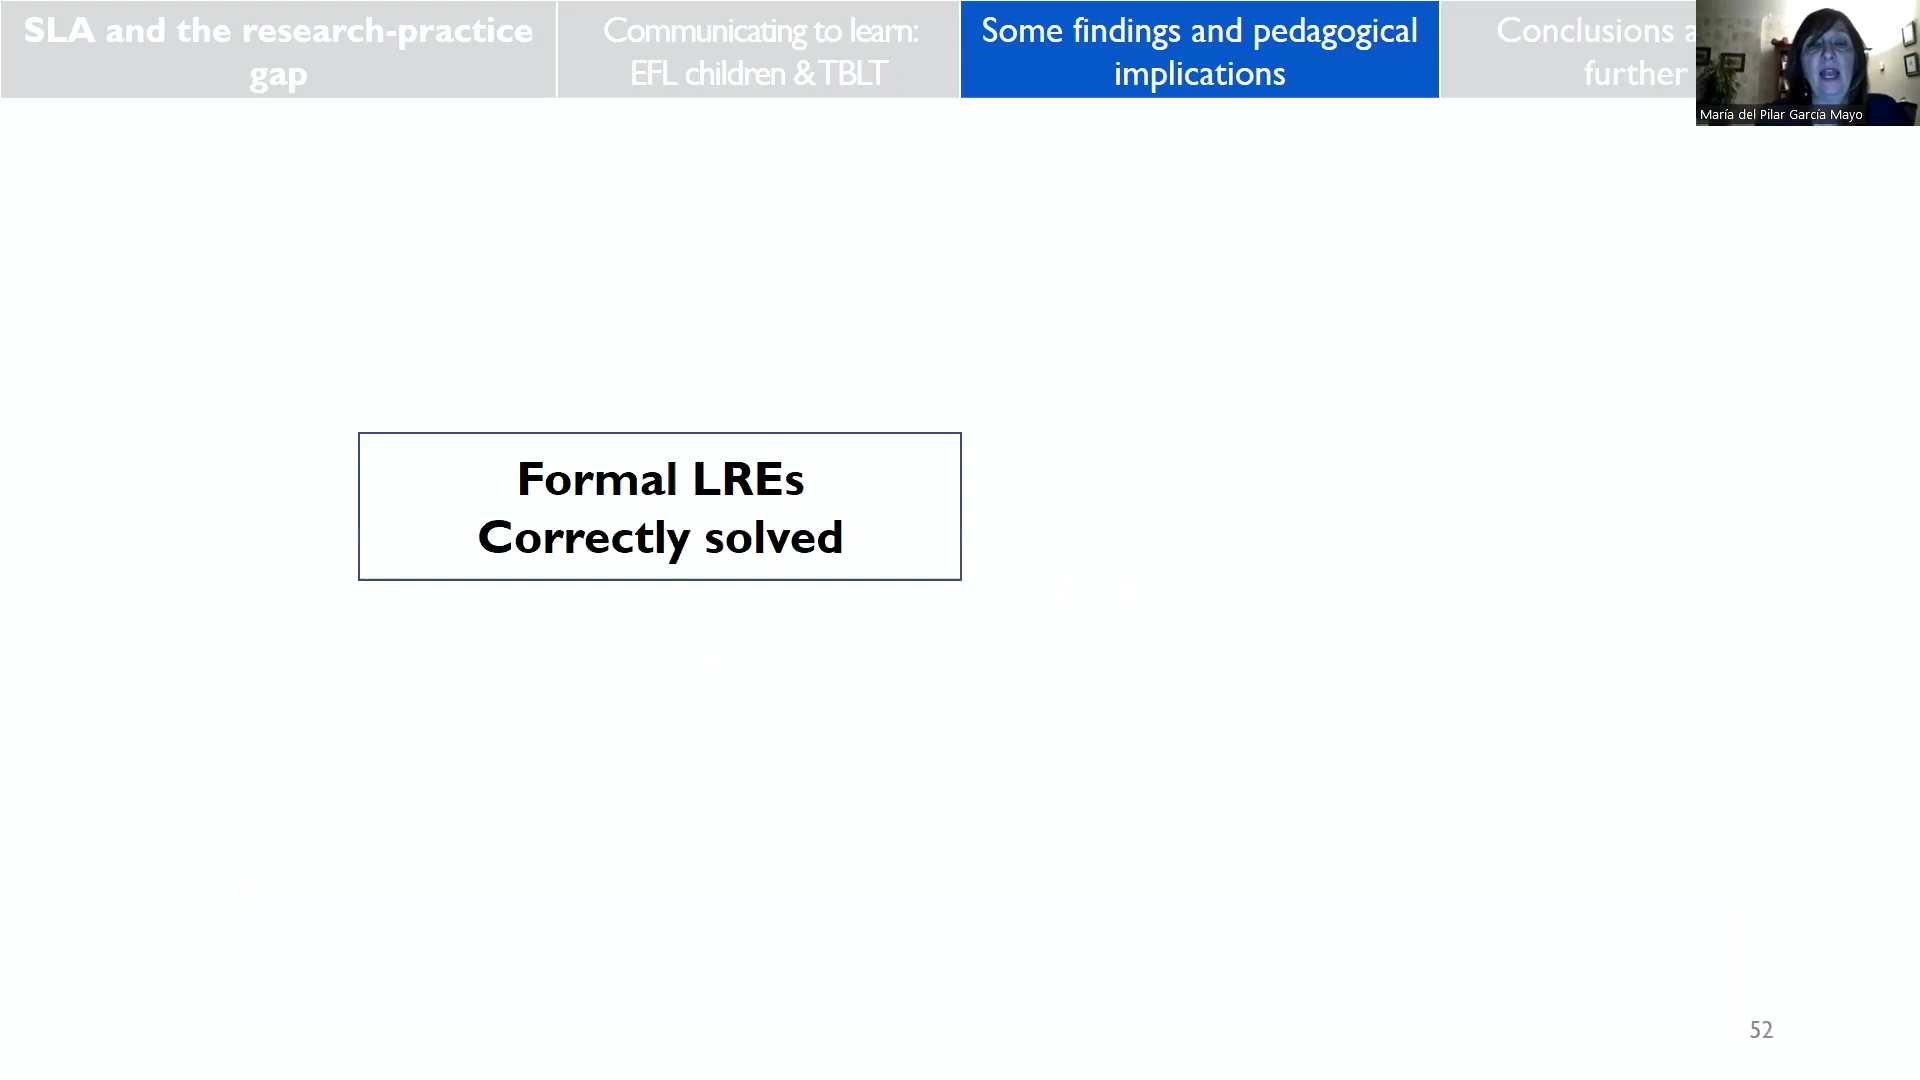 SLA and the research-practice
gap
Communicating to learn:
EFL children & TBLT
Some findings and pedagogical
implications
Conclusions a
further
María del Pilar García Mayo
Formal LREs
Correctly solved
52